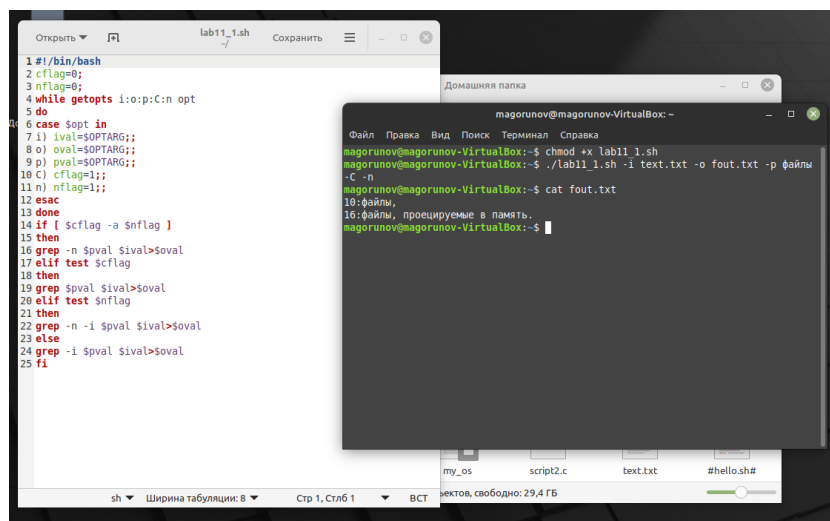 Открыть
lab11_1.sh
~/
Сохранить
1 #!/bin/bash
2 cflag=0;
3 nflag=0;
4 while getopts i:o:p:C:n opt
5 do
6 case $opt in
7 i) ival=$OPTARG;;
8 o) oval=$OPTARG;;
9 p) pval=$OPTARG;;
10 C) cflag=1;;
11 n) nflag=1;;
12 esac
13 done
14 if [ $cflag -a $nflag ]
15 then
16 grep -n $pval $ival>$oval
17 elif test $cflag
18 then
19 grep $pval $ival>$oval
20 elif test $nflag
21 then
22 grep -n -i $pval $ival>$oval
23 else
24 grep -i $pval $ival>$oval
25 fi
sh Ширина табуляции: 8 Стр 1, Стлб 1 ВСТ
Домашняя папка
magorunov@magorunov-VirtualBox: ~
Файл Правка Вид Поиск Терминал Справка
magorunov@magorunov-VirtualBox:~$ chmod +x lab11_1.sh
magorunov@magorunov-VirtualBox:~$ ./lab11_1.sh -i text.txt -o fout.txt -p файлы
-C -n
magorunov@magorunov-VirtualBox:~$ cat fout.txt
10:файлы,
16:файлы, проецируемые в память.
magorunov@magorunov-VirtualBox:~$
my_os script2.c text.txt #hello.sh#
свободно: 29,4 ГБ